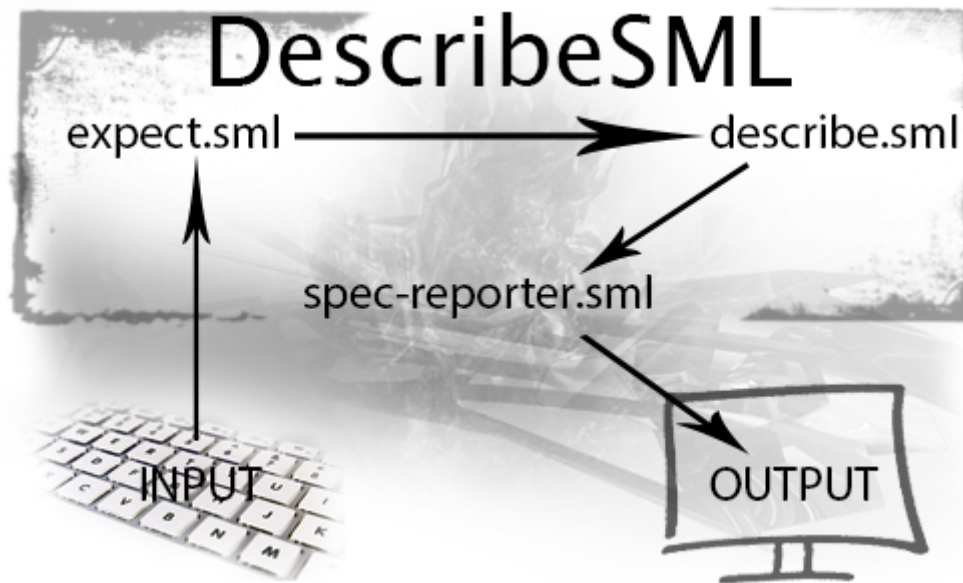 DescribeSML
expect.sml
describe.sml
spec-reporter.sml
INPUT
OUTPUT